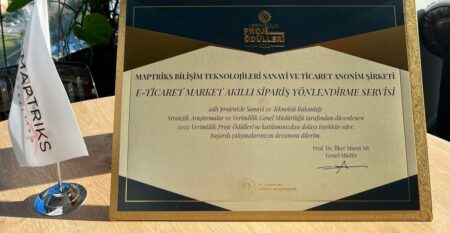 PROJE
ÖDÜLLERİ
MAPTRİKS BİLİŞİM TEKNOLOJİLERİ SANAYİ VE TİCARET ANONİM ŞİRKETİ
E-TİCARET MARKET AKILLI SİPARİŞ YÖNLENDİRME SERVİSİ
adlı projenizle Sanayi ve Teknoloji Bakanlığı
Stratejik Araştırmalar ve Verimlilik Genel Müdürlüğü tarafından düzenlenen
2022 Verimlilik Proje Ödülleri'ne katılımınızdan dolayı teşekkür eder,
başarılı çalışmalarınızın devamını dilerim.
Prof. Dr. İlker Murat AR
Genel Müdür
MAPTRIKS